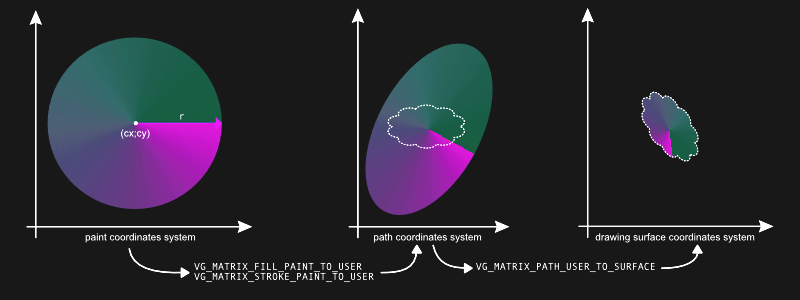 r
(cx;cy)
paint coordinates system
path coordinates system
drawing surface coordinates system
VG_MATRIX_FILL_PAINT_TO_USER
VG_MATRIX_STROKE_PAINT_TO_USER
VG_MATRIX_PATH_USER_TO_SURFACE